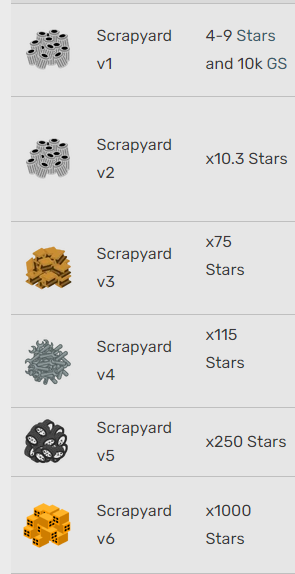 Scrapyard
v1
4-9 Stars
and 10k GS
Scrapyard
v2
x10.3 Stars
Scrapyard
v3
x75
Stars
Scrapyard
v4
x115
Stars
Scrapyard
v5
x250 Stars
Scrapyard
v6
x1000
Stars